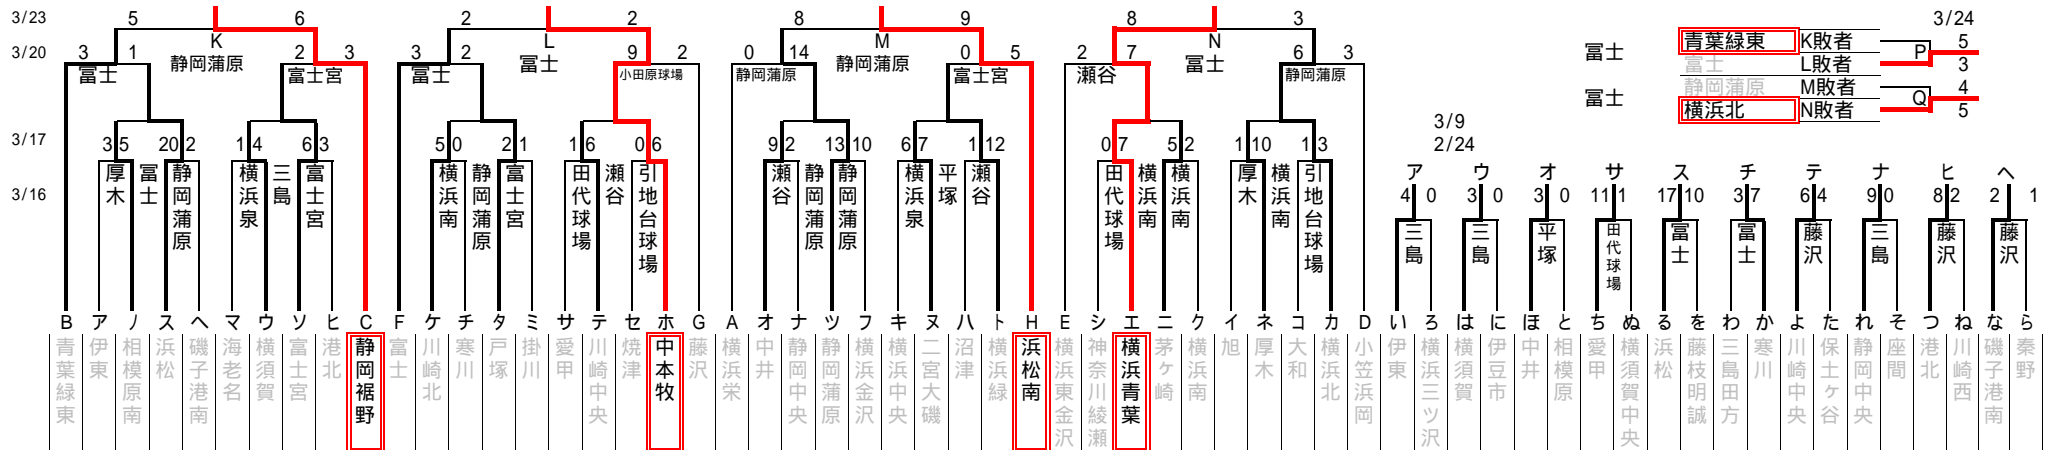 3/23 5 6 2 2 8 9 8 3 3/24
K L M N 青葉緑東 K敗者 5
富士 P
3/20 3 1 静岡蒲原 2 3 3 2 富士 9 2 0 14 静岡蒲原 0 5 2 7 富士 6 3 富士 L敗者 3
富士 富士宮 富士 小田原球場 静岡蒲原 富士宮 瀬谷 静岡蒲原 静岡蒲原 M敗者 4
富士 Q
横浜北 N敗者 5
3/9
3/17 3 5 20 2 1 4 6 3 5 0 2 1 1 6 0 6 9 2 13 10 6 7 1 12 0 7 5 2 1 10 1 3 2/24
厚木 富士 静岡蒲原 横浜泉 三島 富士宮 横浜南 静岡蒲原 富士宮 田代球場 瀬谷 引地台球場 瀬谷 静岡蒲原 静岡蒲原 横浜泉 平塚 瀬谷 田代球場 横浜南 横浜南 厚木 横浜南 引地台球場
ア ウ オ サ ス チ テ ナ ヒ ヘ
3/16 4 0 3 0 3 0 11 1 17 10 3 7 6 4 9 0 8 2 2 1
三島 三島 平塚 田代球場 富士 富士 藤沢 三島 藤沢 藤沢
B ア ノ ス ヘ マ ウ ソ ヒ C F ケ チ タ ミ サ テ セ ホ G A オ ナ ツ フ キ ヌ ハ ト H E シ エ ニ ク イ ネ コ カ D い ろ は に ほ と ち ぬ る を わ か よ た れ そ つ ね な ら
青葉緑東 伊東 相模原南 浜松 磯子港南 海老名 横須賀 富士宮 港北 静岡裾野 富士 川崎北 寒川 戸塚 掛川 愛甲 川崎中央 焼津 中本牧 藤沢 横浜栄 中井 静岡中央 静岡蒲原 横浜金沢 横浜中央 二宮大磯 沼津 横浜緑 浜松南 横浜東金沢 神奈川綾瀬 横浜青葉 茅ヶ崎 横浜南 旭 厚木 大和 横浜北 小笠浜岡 伊東 横浜三ツ沢 横須賀 伊豆市 中井 相模原 愛甲 横須賀中央 浜松 藤枝明誠 三島田方 寒川 川崎中央 保土ヶ谷 静岡中央 座間 港北 川崎西 磯子港南 秦野